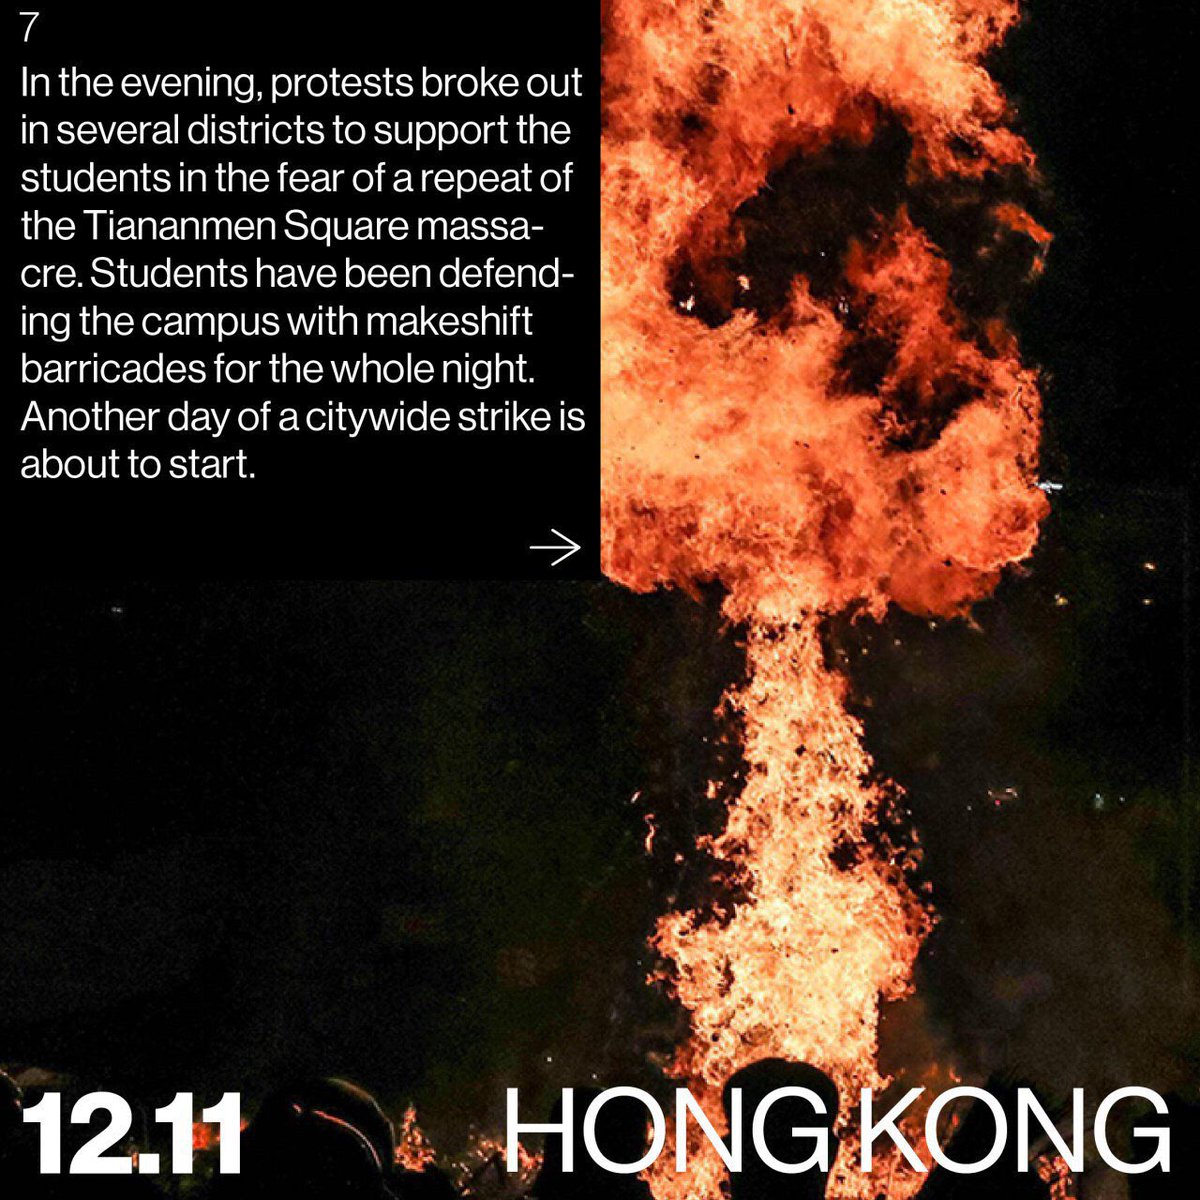 7
In the evening, protests broke out
in several districts to support the
students in the fear of a repeat of
the Tiananmen Square massa-
cre. Students have been defend-
ing the campus with makeshift
barricades for the whole night.
Another day of a citywide strike is
about to start.
12.11 HONG KONG